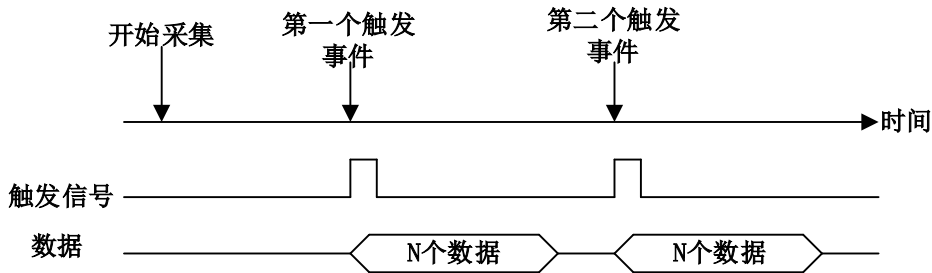 开始采集
第一个触发
事件
第二个触发
事件
时间
触发信号
数据
N个数据
N个数据